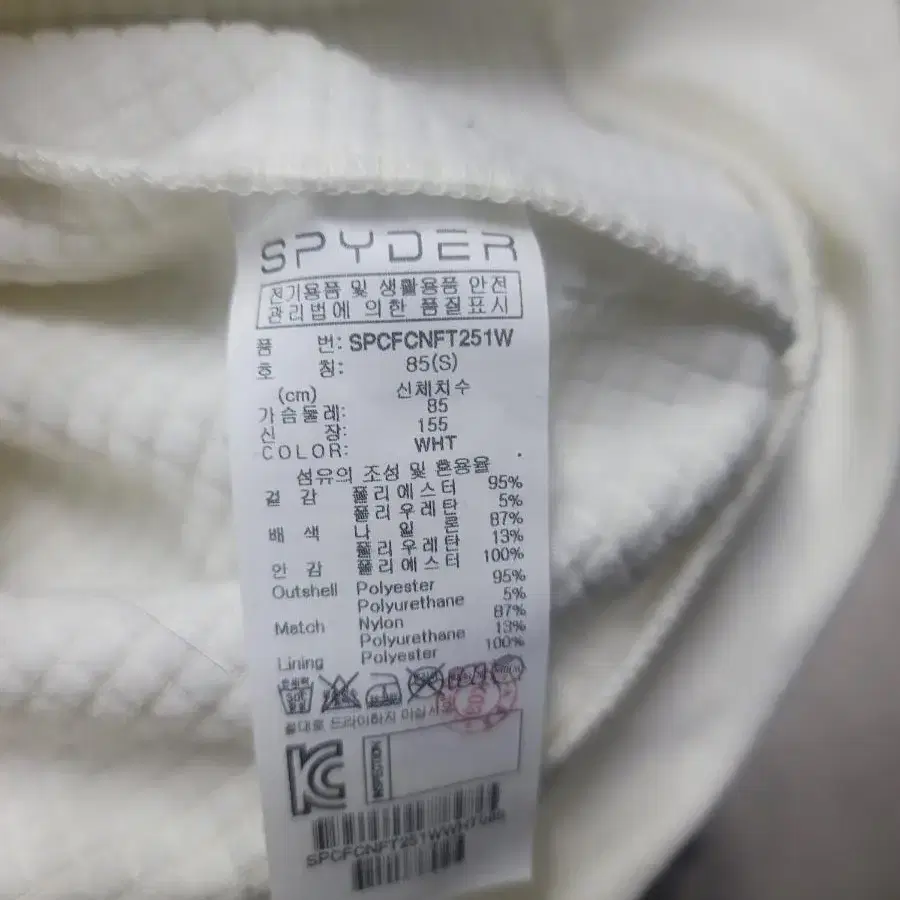 SPYDER
전기용품 및 생활용품 안전
관리법에 의한 품질표시
품 번: SPCFCNFT251W
호 칭: 85(S)
(cm) 신체치수
가슴둘레: 85
신 장: 155
COLOR: WHT
섬유의 조성 및 혼용율
겉 감 폴리에스터 95%
폴리우레탄 5%
배 색 나 일 론 87%
폴리우레탄 13%
안 감 폴리에스터 100%
Outshell Polyester 95%
Polyurethane 5%
Match Nylon 87%
Polyurethane 13%
Lining Polyester 100%
절대로 드라이하지 마십시오
INSPECTION
SPCFCNFT251WWHT085